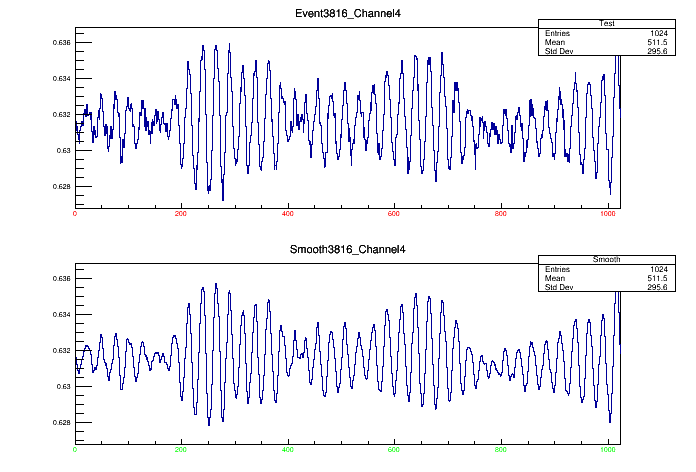 Event3816_Channel4
Test
Entries 1024
Mean 511.5
Std Dev 295.6
0.636
0.634
0.632
0.63
0.628
0 200 400 600 800 1000
Smooth3816_Channel4
Smooth
Entries 1024
Mean 511.5
Std Dev 295.6
0.636
0.634
0.632
0.63
0.628
0 200 400 600 800 1000